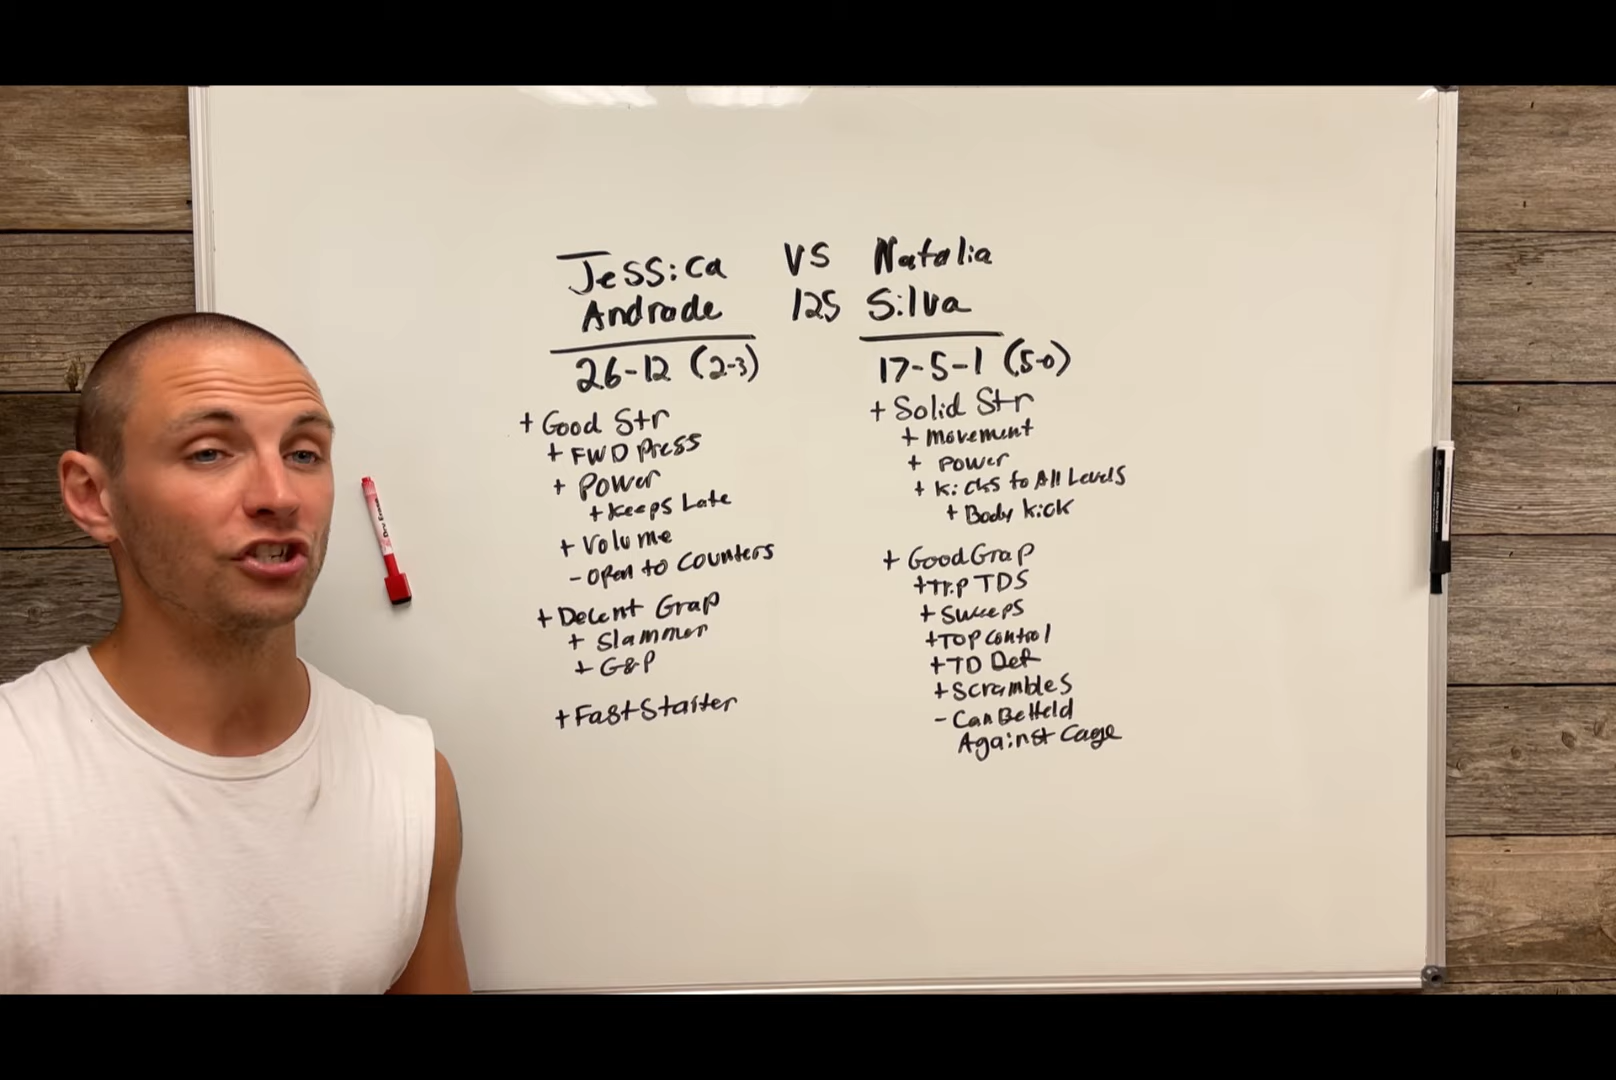 Jessica VS Natalia
Andrade 125 Silva
26-12 (2-3)
+ Good Str
+ FWD Press
+ Power
+ Keeps Late
+ Volume
- Open to Counters
+ Decent Grap
+ Slammer
+ G&P
+ Fast Starter
17-5-1 (5-0)
+ Solid Str
+ Movement
+ Power
+ Kicks to All Levels
+ Body Kick
+ Good Grap
+ Trip TDS
+ Sweeps
+ Top Control
+ TD Def
+ Scrambles
- Can Be Held
Against Cage